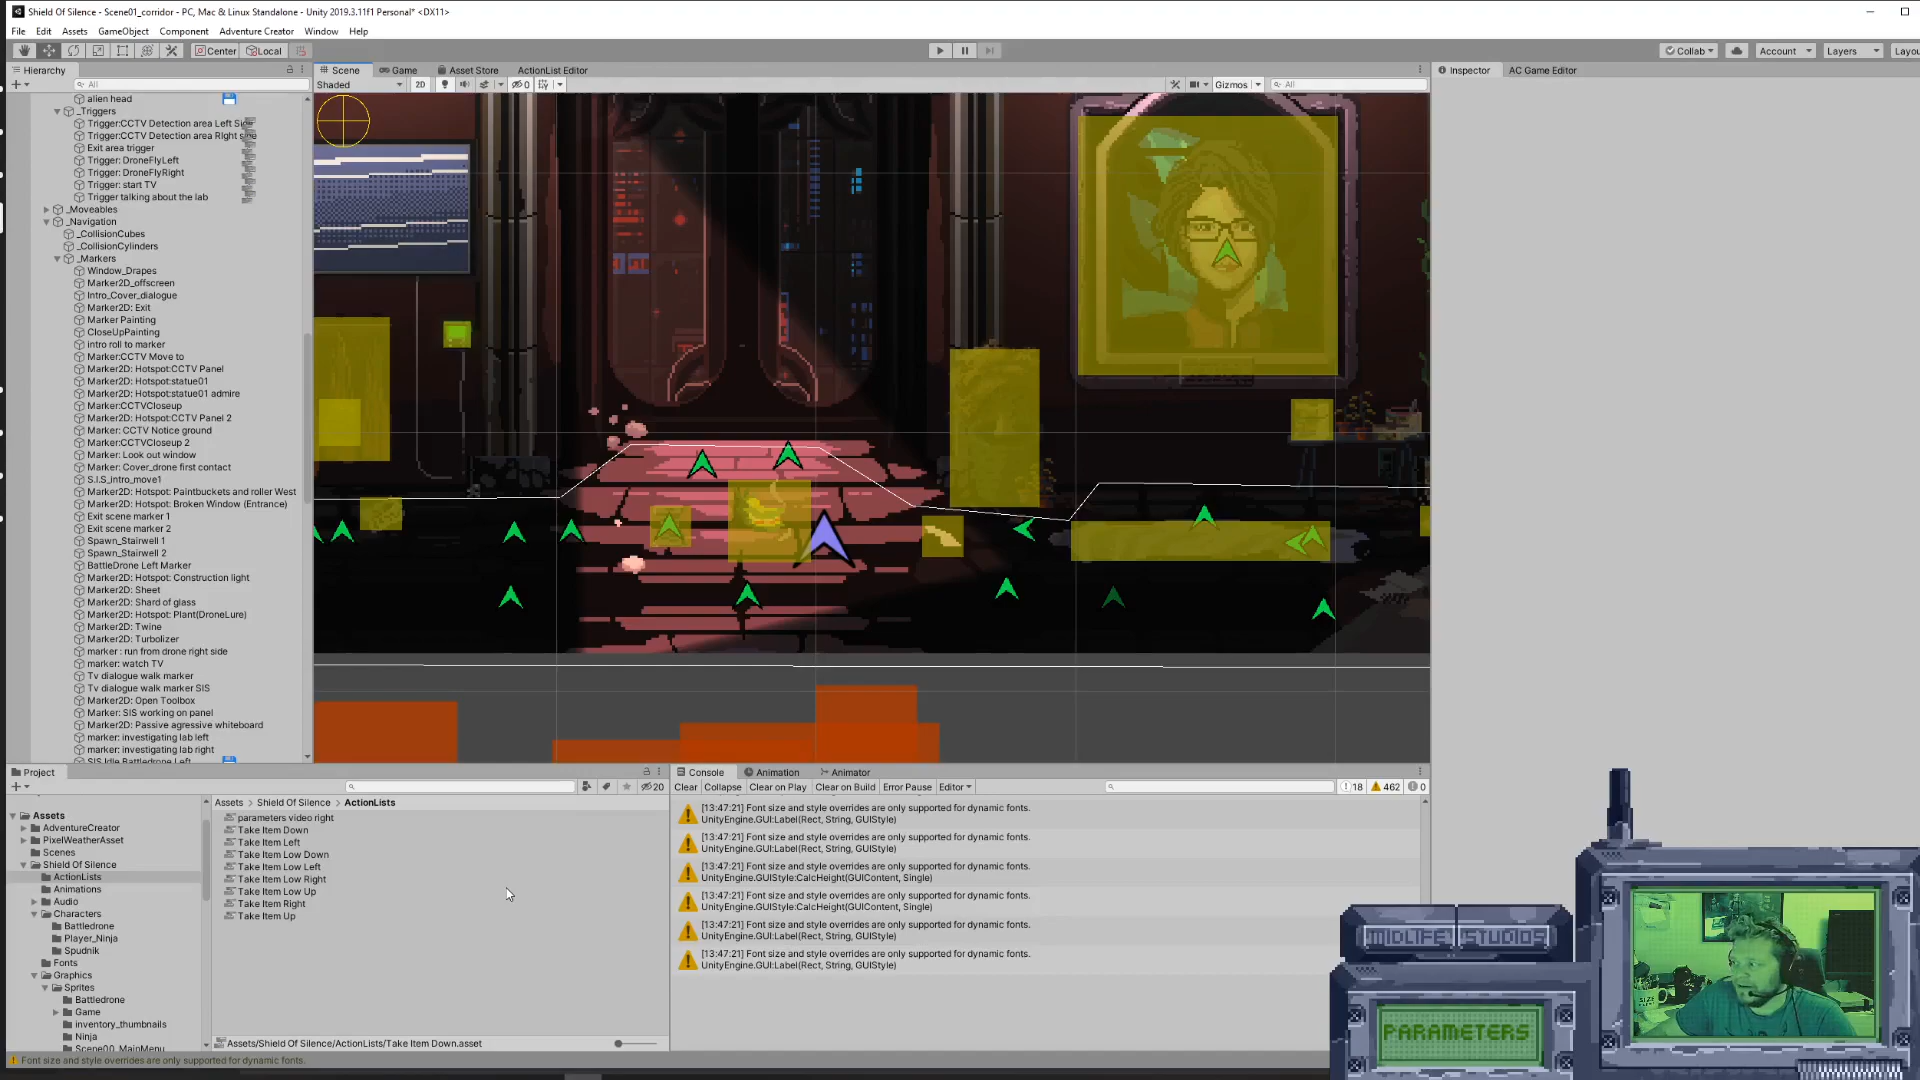 Shield Of Silence - Scene01_corridor - PC, Mac & Linux Standalone - Unity 2019.3.11f1 Personal* <DX11>
File Edit Assets GameObject Component Adventure Creator Window Help
Center Local Collab Account Layers Layou
Hierarchy Scene Game Asset Store ActionList Editor Inspector AC Game Editor
All Shaded 2D 0 Gizmos All
alien head
_Triggers
Trigger:CCTV Detection area Left Side
Trigger:CCTV Detection area Right side
Exit area trigger
Trigger: DroneFlyLeft
Trigger: DroneFlyRight
Trigger: start TV
Trigger talking about the lab
_Moveables
_Navigation
_CollisionCubes
_CollisionCylinders
_Markers
Window_Drapes
Marker2D_offscreen
Intro_Cover_dialogue
Marker2D: Exit
Marker Painting
CloseUpPainting
intro roll to marker
Marker:CCTV Move to
Marker2D: Hotspot:CCTV Panel
Marker2D: Hotspot:statue01
Marker2D: Hotspot:statue01 admire
Marker:CCTVCloseup
Marker2D: Hotspot:CCTV Panel 2
Marker: CCTV Notice ground
Marker:CCTVCloseup 2
Marker: Look out window
Marker: Cover_drone first contact
S.I.S_intro_move1
Marker2D: Hotspot: Paintbuckets and roller West
Marker2D: Hotspot: Broken Window (Entrance)
Exit scene marker 1
Exit scene marker 2
Spawn_Stairwell 1
Spawn_Stairwell 2
BattleDrone Left Marker
Marker2D: Hotspot: Construction light
Marker2D: Sheet
Marker2D: Shard of glass
Marker2D: Hotspot: Plant(DroneLure)
Marker2D: Twine
Marker2D: Turbolizer
marker : run from drone right side
marker: watch TV
Tv dialogue walk marker
Tv dialogue walk marker SIS
Marker2D: Open Toolbox
Marker: SIS working on panel
Marker2D: Passive agressive whiteboard
marker: investigating lab left
marker: investigating lab right
SIS Idle Battledrone Left
Project
20
Assets
AdventureCreator
PixelWeatherAsset
Scenes
Shield Of Silence
ActionLists
Animations
Audio
Characters
Battledrone
Player_Ninja
Spudnik
Fonts
Graphics
Sprites
Battledrone
Game
inventory_thumbnails
Ninja
Scene00_MainMenu
Assets Shield Of Silence ActionLists
parameters video right
Take Item Down
Take Item Left
Take Item Low Down
Take Item Low Left
Take Item Low Right
Take Item Low Up
Take Item Right
Take Item Up
Assets/Shield Of Silence/ActionLists/Take Item Down.asset
Console Animation Animator
Clear Collapse Clear on Play Clear on Build Error Pause Editor 18 462 0
[13:47:21] Font size and style overrides are only supported for dynamic fonts.
UnityEngine.GUI:Label(Rect, String, GUIStyle)
[13:47:21] Font size and style overrides are only supported for dynamic fonts.
UnityEngine.GUI:Label(Rect, String, GUIStyle)
[13:47:21] Font size and style overrides are only supported for dynamic fonts.
UnityEngine.GUIStyle:CalcHeight(GUIContent, Single)
[13:47:21] Font size and style overrides are only supported for dynamic fonts.
UnityEngine.GUIStyle:CalcHeight(GUIContent, Single)
[13:47:21] Font size and style overrides are only supported for dynamic fonts.
UnityEngine.GUI:Label(Rect, String, GUIStyle)
[13:47:21] Font size and style overrides are only supported for dynamic fonts.
UnityEngine.GUI:Label(Rect, String, GUIStyle)
Font size and style overrides are only supported for dynamic fonts.
MIDLIFE STUDIOS
PARAMETERS